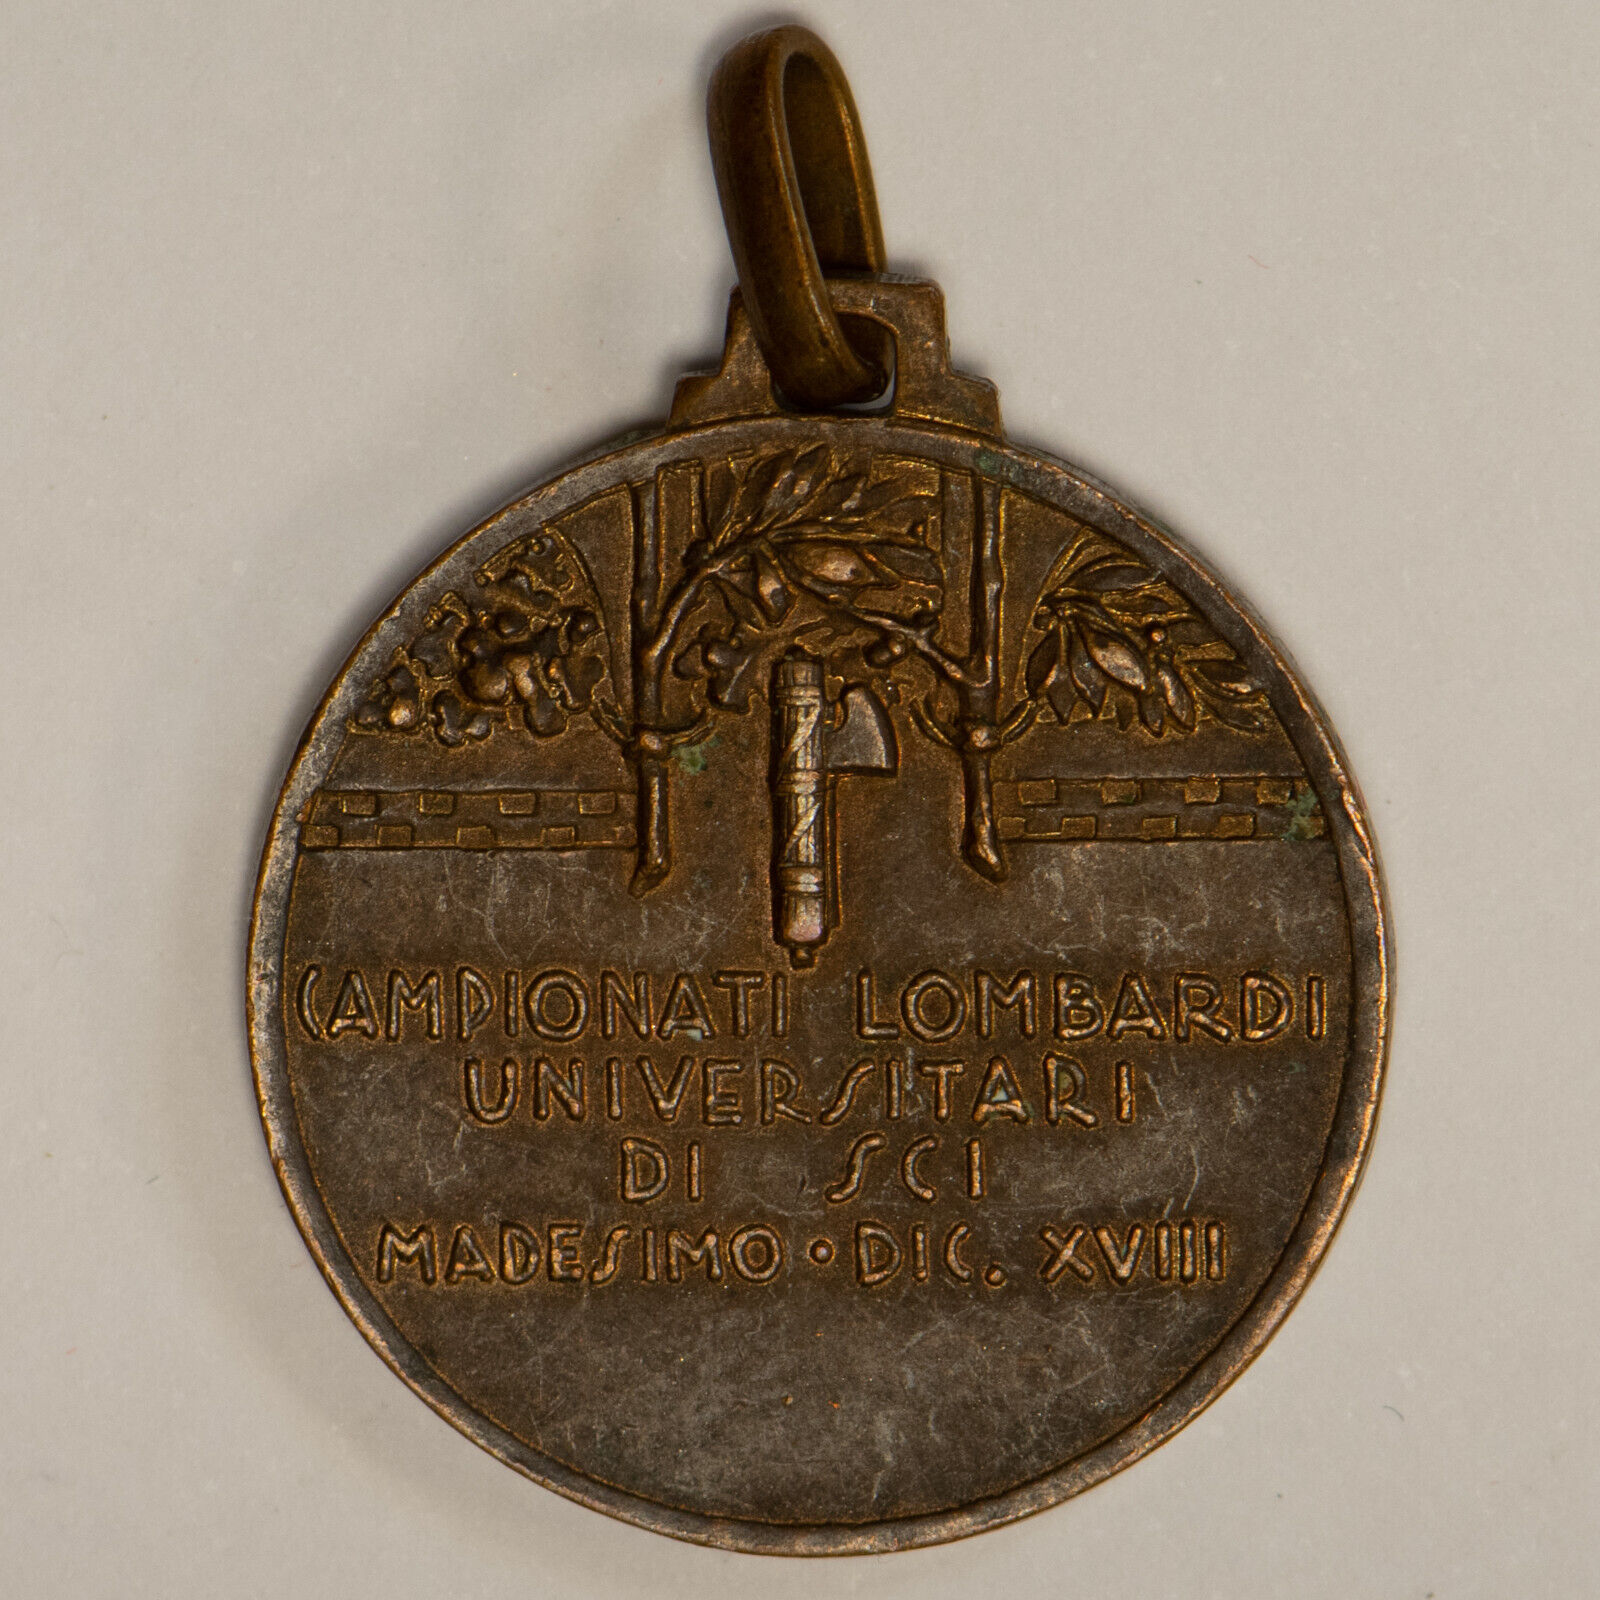 CAMPIONATI LOMBARDI
UNIVERSITARI
DI SCI
MADESIMO • DIC. XVIII